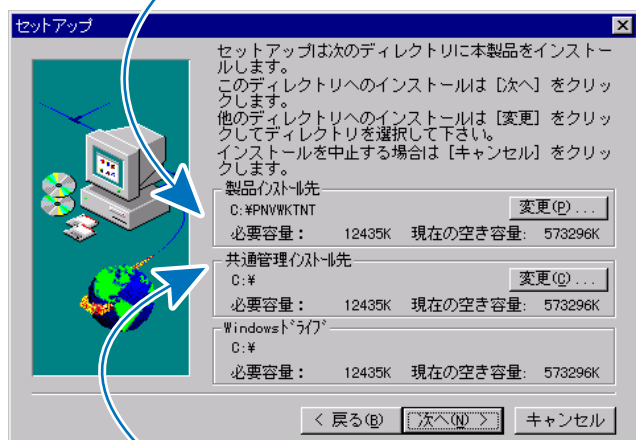 セットアップ
セットアップは次のディレクトリに本製品をインストー
ルします。
このディレクトリへのインストールは [次へ] をクリッ
クします。
他のディレクトリへのインストールは [変更] をクリッ
クしてディレクトリを選択して下さい。
インストールを中止する場合は [キャンセル] をクリッ
クします。
製品ｲﾝｽﾄｰﾙ先
C:¥PNVWKTNT 変更(P)...
必要容量： 12435K 現在の空き容量: 573296K
共通管理ｲﾝｽﾄｰﾙ先
C:¥ 変更(C)...
必要容量： 12435K 現在の空き容量: 573296K
Windowsﾄﾞﾗｲﾌﾞ
C:¥
必要容量： 12435K 現在の空き容量: 573296K
< 戻る(B) 次へ(N) > キャンセル